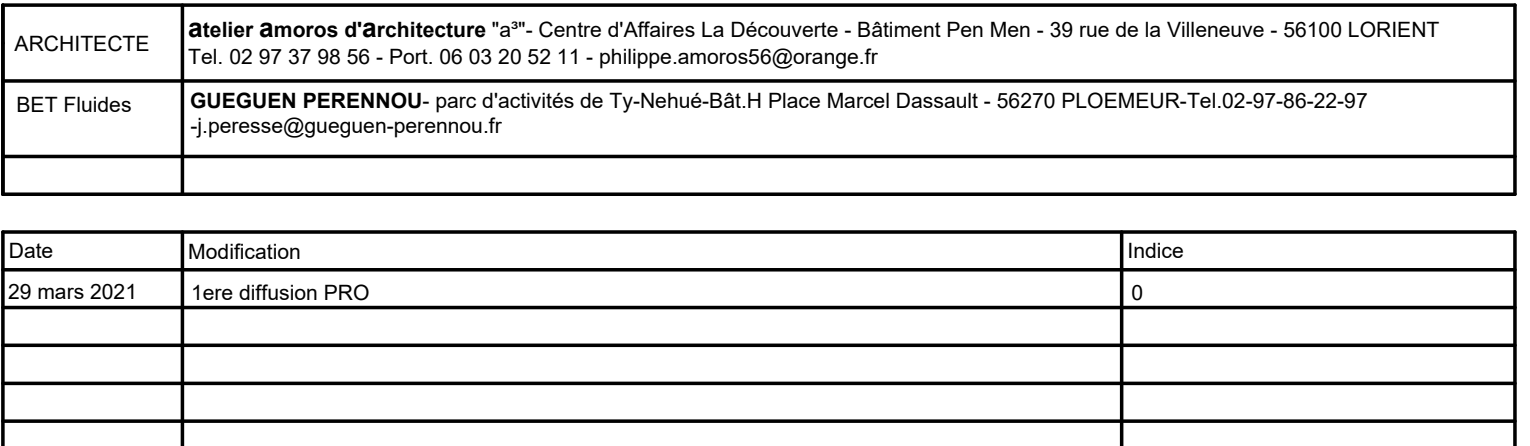 ARCHITECTE
atelier amoros d'architecture "a³"- Centre d'Affaires La Découverte - Bâtiment Pen Men - 39 rue de la Villeneuve - 56100 LORIENT
Tel. 02 97 37 98 56 - Port. 06 03 20 52 11 - philippe.amoros56@orange.fr
BET Fluides
GUEGUEN PERENNOU- parc d'activités de Ty-Nehué-Bât.H Place Marcel Dassault - 56270 PLOEMEUR-Tel.02-97-86-22-97
-j.peresse@gueguen-perennou.fr
Date Modification Indice
29 mars 2021 1ere diffusion PRO 0